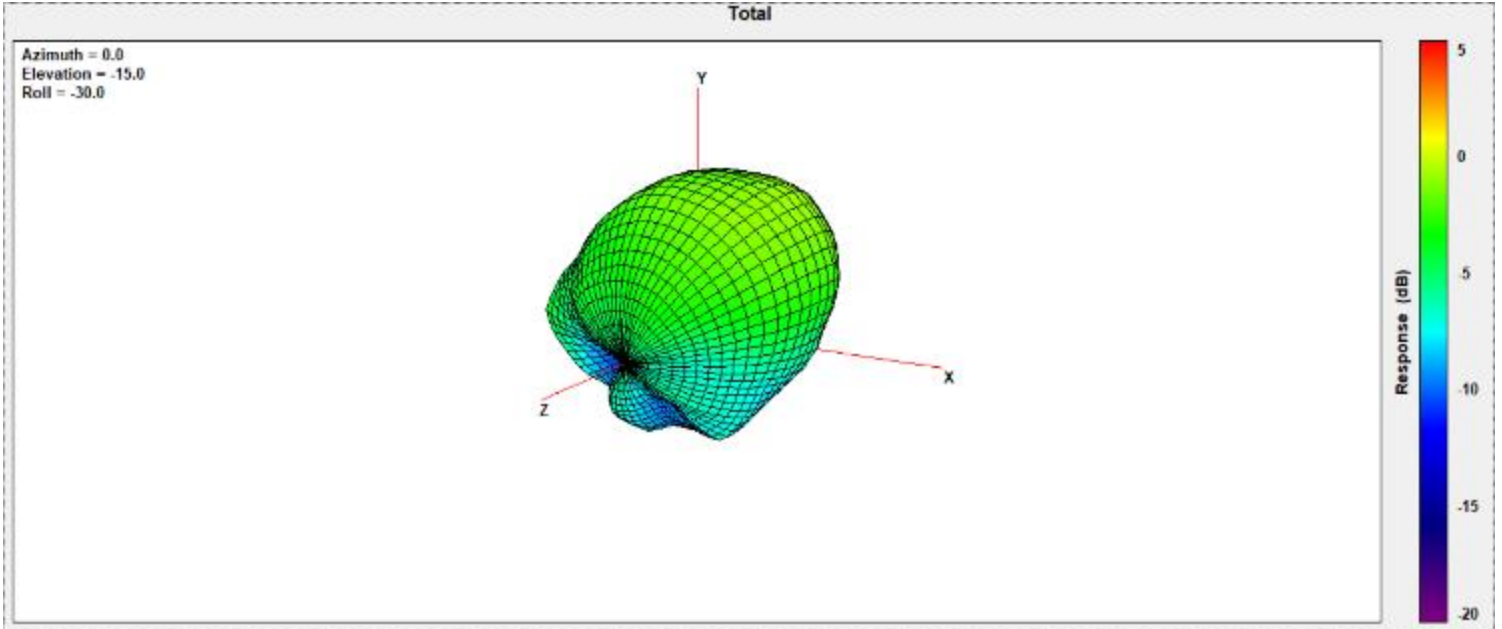 Total
Azimuth = 0.0
Elevation = -15.0
Roll = -30.0
Y
X
Z
5
0
-5
-10
-15
-20
Response (dB)